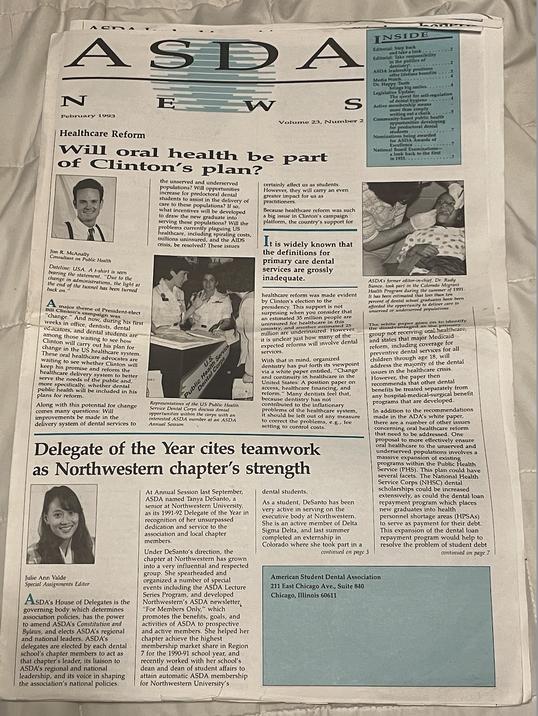 ASDA
NEWS
February 1993
Volume 23, Number 2
INSIDE
Healthcare Reform
Will oral health be part
of Clinton's plan?
Jon R. McAnally
Consultant on Public Health
Dateline: USA. A t-shirt is seen
bearing the statement, "Due to the
change in administrations, the light at
the end of the tunnel has been turned
back on."
A major theme of President-elect
Bill Clinton's campaign was
"change." And now, during his first
weeks in office, dentists, dental
educators, and dental students are
among those waiting to see how
Clinton will carry out his plan for
change in the US healthcare system.
These oral healthcare advocates are
waiting to see whether Clinton will
keep his promise and reform the
healthcare delivery system to better
serve the needs of the public and,
more specifically, whether dental
public health will be included in his
plans for reform.
Along with this potential for change
comes many questions: Will
improvements be made in the
delivery system of dental services to
the unserved and underserved
populations? Will opportunities
increase for predoctoral dental
students to assist in the delivery of
care to these populations? If so,
what incentives will be developed
to draw the new graduate into
serving these populations? Will the
problems currently plaguing US
healthcare, including spiraling costs,
millions uninsured, and the AIDS
crisis, be resolved? These issues
Representatives of the US Public Health
Service Dental Corps discuss dental
opportunities within the corps with an
interested ASDA member at an ASDA
Annual Session.
certainly affect us as students.
However, they will carry an even
greater impact for us as
practitioners.
Because healthcare reform was such
a big issue in Clinton's campaign
platform, the country's support for
It is widely known that
the definitions for
primary care dental
services are grossly
inadequate.
healthcare reform was made evident
by Clinton's election to the
presidency. This support is not
surprising when you consider that
an estimated 35 million people are
uninsured for healthcare in this
country, and another estimated 25
million are underinsured. However,
it is unclear just how many of the
expected reforms will involve dental
services.
With that in mind, organized
dentistry has put forth its viewpoint
via a white paper entitled, "Change
and continuity in healthcare in the
United States: A position paper on
access, healthcare financing, and
reform." Many dentists feel that,
because dentistry has not
contributed to the inflationary
problems of the healthcare system,
it should be left out of any measure
to correct the problems, e.g., fee
setting to control costs.
ASDA's former editor-in-chief, Dr. Rudy
group not receiving oral healthcare,
and states that major Medicaid
reform, including coverage for
preventive dental services for all
children through age 18, will
address the majority of the dental
issues in the healthcare crisis.
However, the paper then
recommends that other dental
benefits be treated separately from
any hospital-medical-surgical benefit
programs that are developed.
In addition to the recommendations
made in the ADA's white paper,
there are a number of other issues
concerning oral healthcare reform
that need to be addressed. One
proposal to more effectively ensure
oral healthcare to the unserved and
underserved populations involves a
massive expansion of existing
programs within the Public Health
Service (PHS). This plan could have
several facets. The National Health
Service Corps (NHSC) dental
scholarships could be increased
extensively, as could the dental loan
repayment program which places
new graduates into health
personnel shortage areas (HPSAs)
to serve as payment for their debt.
This expansion of the dental loan
repayment program would help to
resolve the problem of student debt
continued on page 7
Delegate of the Year cites teamwork
as Northwestern chapter's strength
Julie Ann Valde
Special Assignments Editor
ASDA's House of Delegates is the
governing body which determines
association policies, has the power
to amend ASDA's Constitution and
Bylaws, and elects ASDA's regional
and national leaders. ASDA's
delegates are elected by each dental
school chapter members to act as
that chapter's leader, its liaison to
ASDA's regional and national
leadership, and its voice in shaping
the association's national policies.
At Annual Session last September,
ASDA named Tanya DeSanto, a
senior at Northwestern University,
as its 1991-92 Delegate of the Year in
recognition of her unsurpassed
dedication and service to the
association and local chapter
members.
Under DeSanto's direction, the
chapter at Northwestern has grown
into a very influential and respected
group. She spearheaded and
organized a number of special
events including the ASDA Lecture
Series Program, and developed
Northwestern's ASDA newsletter,
"For Members Only," which
promotes the benefits, goals, and
activities of ASDA to prospective
and active members. She helped her
chapter achieve the highest
membership market share in Region
7 for the 1990-91 school year, and
recently worked with her school's
dean and dean of student affairs to
attain automatic ASDA membership
for Northwestern University's
dental students.
As a student, DeSanto has been
very active in serving on the
executive body at Northwestern.
She is an active member of Delta
Sigma Delta, and last summer
completed an externship in
Colorado where she took part in a
continued on page 3
American Student Dental Association
211 East Chicago Ave., Suite 840
Chicago, Illinois 60611